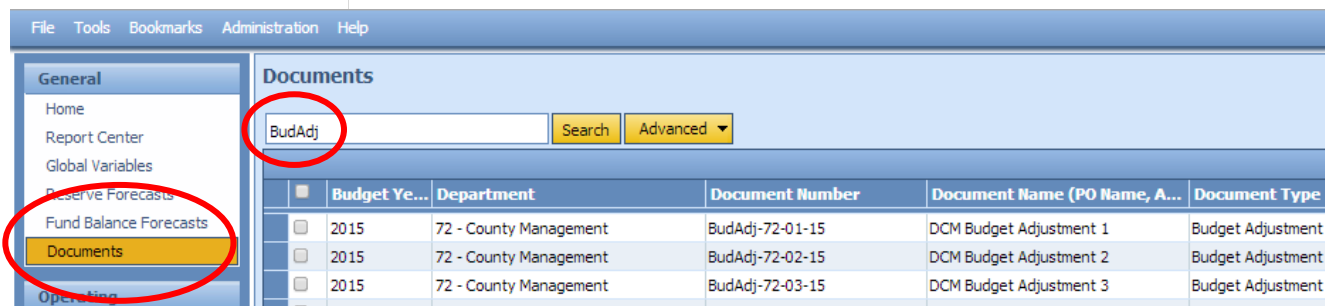 File Tools Bookmarks Administration Help
General
Home
Report Center
Global Variables
Reserve Forecasts
Fund Balance Forecasts
Documents
Operating
Documents
BudAdj Search Advanced
Budget Ye... Department Document Number Document Name (PO Name, A... Document Type
2015 72 - County Management BudAdj-72-01-15 DCM Budget Adjustment 1 Budget Adjustment
2015 72 - County Management BudAdj-72-02-15 DCM Budget Adjustment 2 Budget Adjustment
2015 72 - County Management BudAdj-72-03-15 DCM Budget Adjustment 3 Budget Adjustment